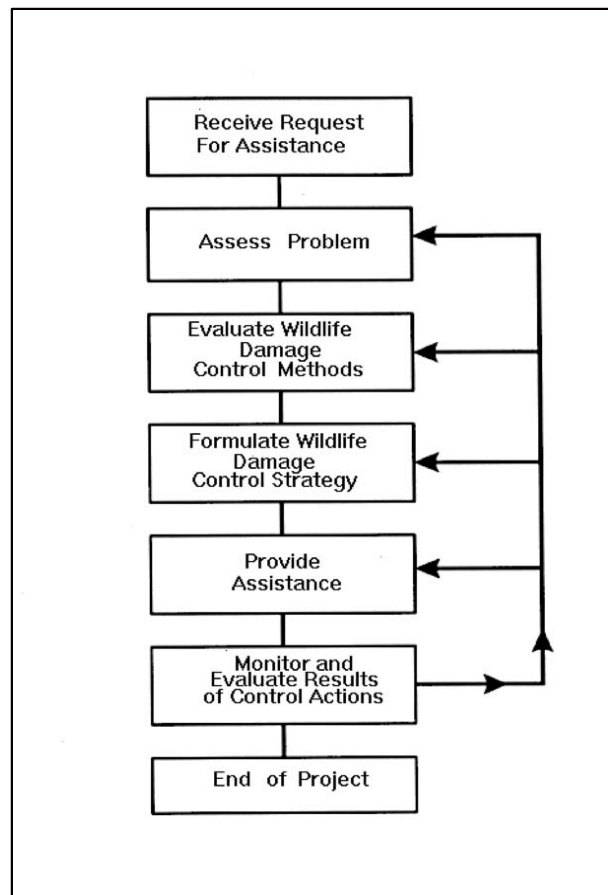 Receive Request
For Assistance
Assess Problem
Evaluate Wildlife
Damage
Control Methods
Formulate Wildlife
Damage
Control Strategy
Provide
Assistance
Monitor and
Evaluate Results
of Control Actions
End of Project